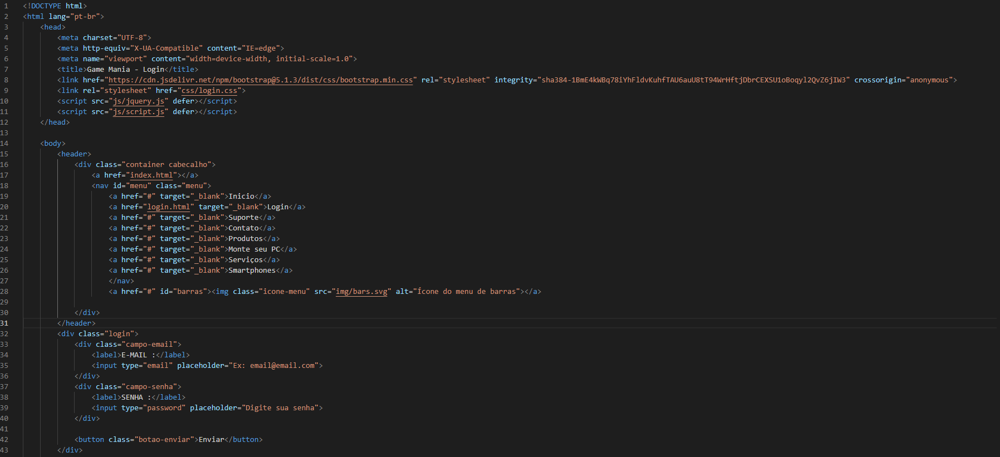 1 <!DOCTYPE html>
2 <html lang="pt-br">
3 <head>
4 <meta charset="UTF-8">
5 <meta http-equiv="X-UA-Compatible" content="IE=edge">
6 <meta name="viewport" content="width=device-width, initial-scale=1.0">
7 <title>Game Mania - Login</title>
8 <link href="https://cdn.jsdelivr.net/npm/bootstrap@5.1.3/dist/css/bootstrap.min.css" rel="stylesheet" integrity="sha384-1BmE4kWBq78iYhFldvKuhfTAU6auU8tT94WrHftjDbrCEXSU1oBoqyl2QvZ6jIW3" crossorigin="anonymous">
9 <link rel="stylesheet" href="css/login.css">
10 <script src="js/jquery.js" defer></script>
11 <script src="js/script.js" defer></script>
12 </head>
13
14 <body>
15 <header>
16 <div class="container cabecalho">
17 <a href="index.html"></a>
18 <nav id="menu" class="menu">
19 <a href="#" target="_blank">Inicio</a>
20 <a href="login.html" target="_blank">Login</a>
21 <a href="#" target="_blank">Suporte</a>
22 <a href="#" target="_blank">Contato</a>
23 <a href="#" target="_blank">Produtos</a>
24 <a href="#" target="_blank">Monte seu PC</a>
25 <a href="#" target="_blank">Serviços</a>
26 <a href="#" target="_blank">Smartphones</a>
27 </nav>
28 <a href="#" id="barras"><img class="icone-menu" src="img/bars.svg" alt="Ícone do menu de barras"></a>
29
30 </div>
31 </header>
32 <div class="login">
33 <div class="campo-email">
34 <label>E-MAIL :</label>
35 <input type="email" placeholder="Ex: email@email.com">
36 </div>
37 <div class="campo-senha">
38 <label>SENHA :</label>
39 <input type="password" placeholder="Digite sua senha">
40 </div>
41
42 <button class="botao-enviar">Enviar</button>
43 </div>